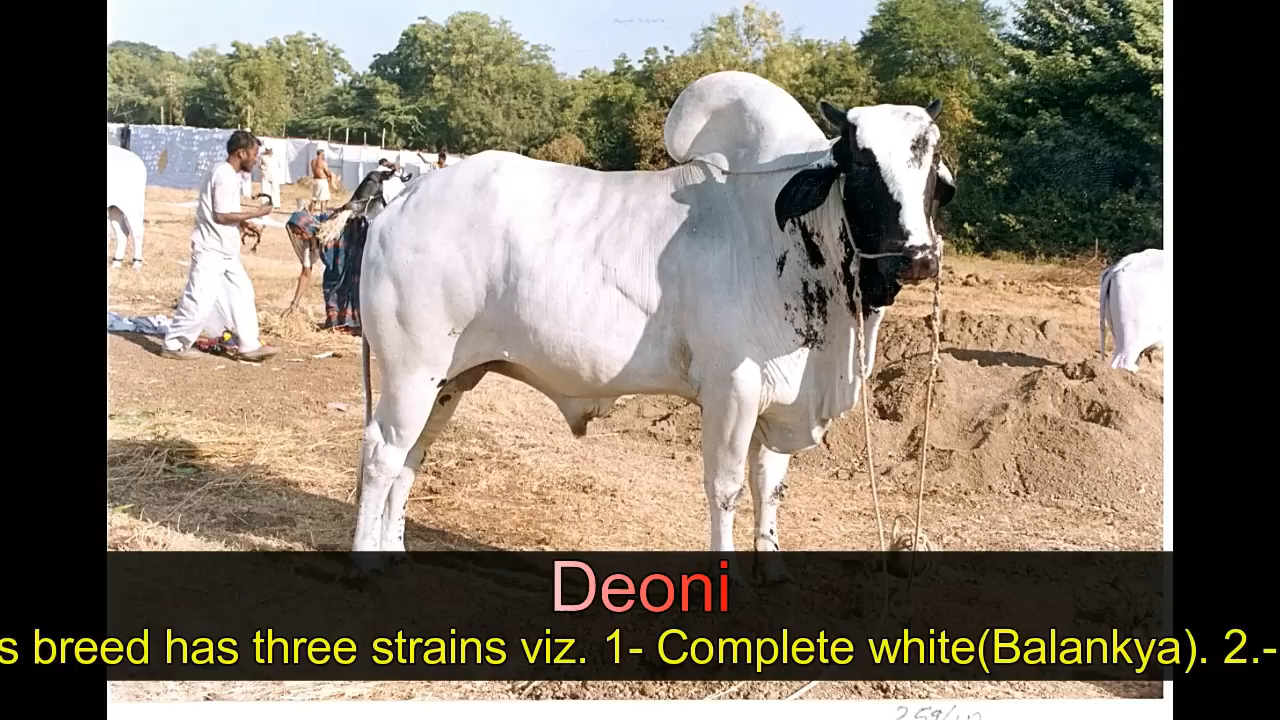 Deoni
s breed has three strains viz. 1- Complete white(Balankya). 2.-